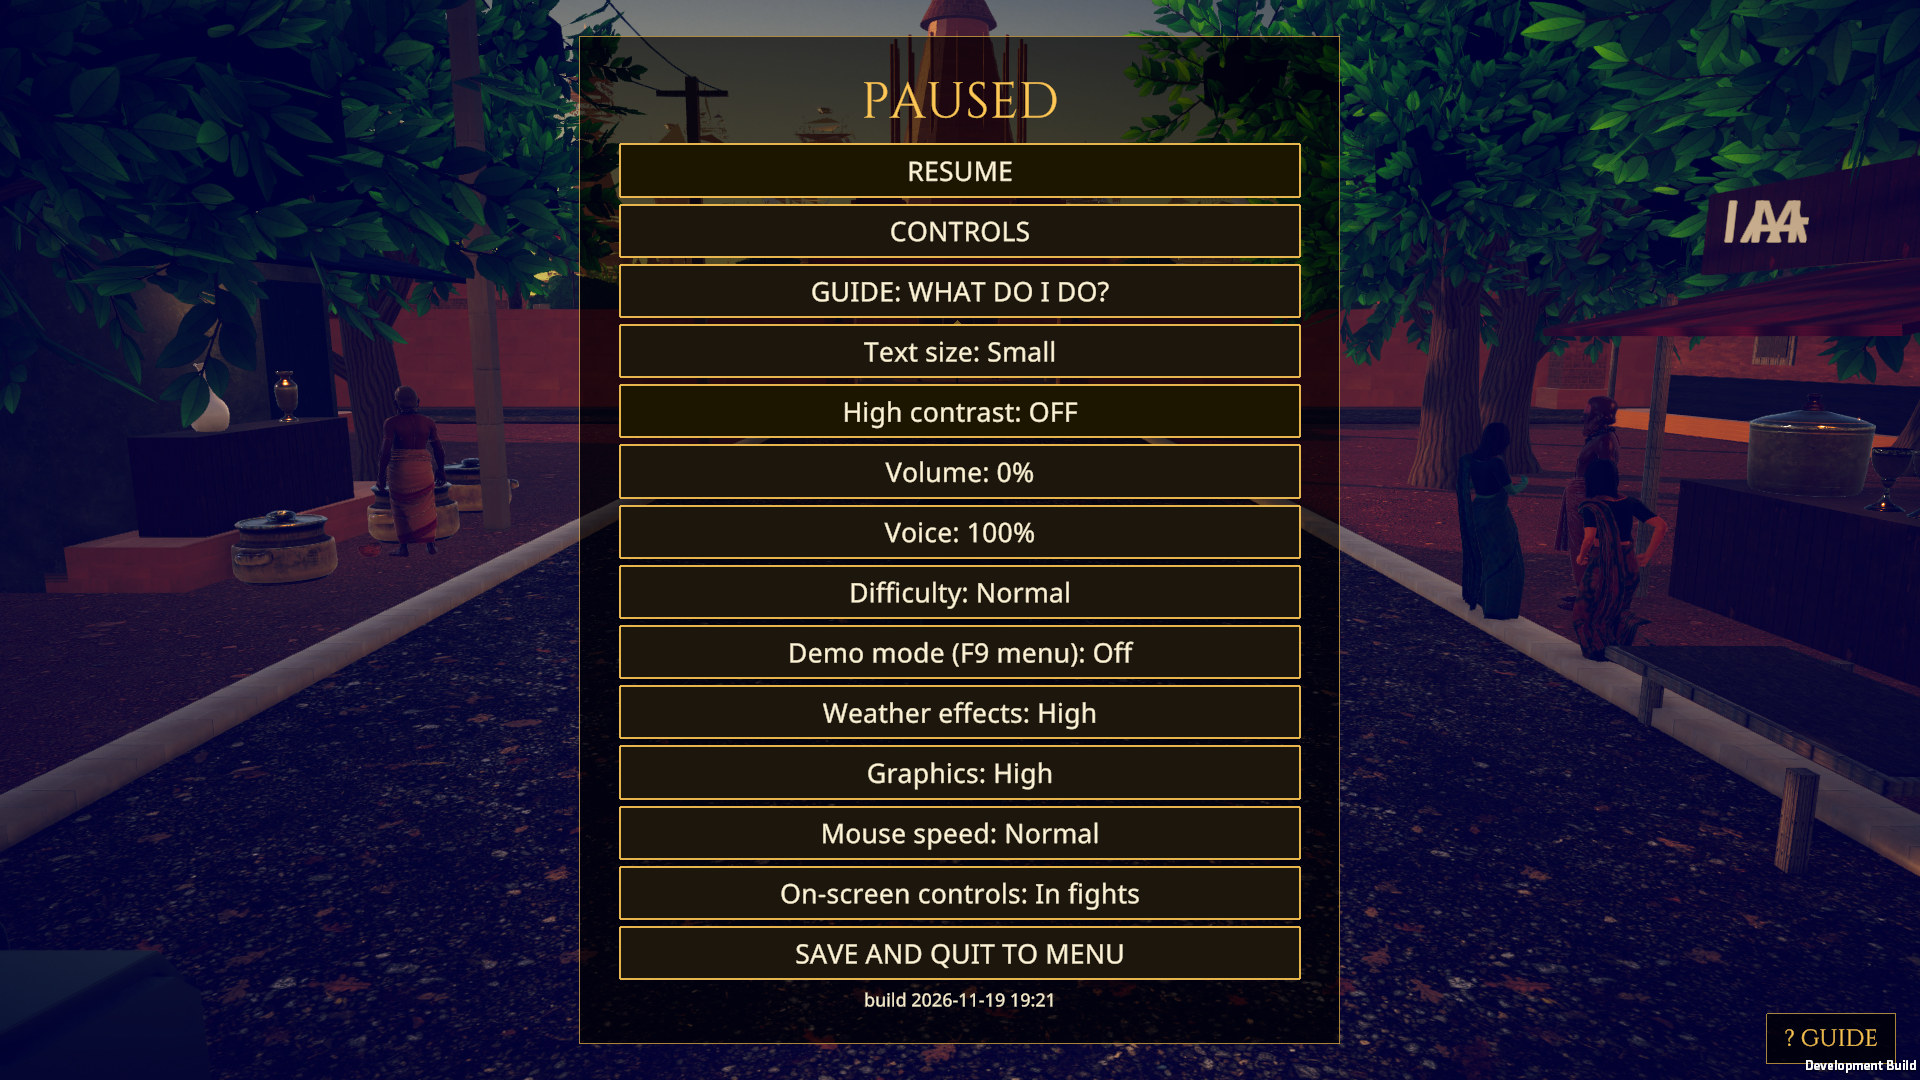 PAUSED
RESUME
CONTROLS
GUIDE: WHAT DO I DO?
Text size: Small
High contrast: OFF
Volume: 0%
Voice: 100%
Difficulty: Normal
Demo mode (F9 menu): Off
Weather effects: High
Graphics: High
Mouse speed: Normal
On-screen controls: In fights
SAVE AND QUIT TO MENU
build 2026-11-19 19:21
? GUIDE
Development Build